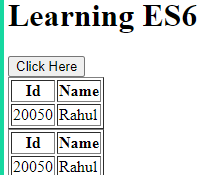 Learning ES6
Click Here
Id Name
20050 Rahul
Id Name
20050 Rahul